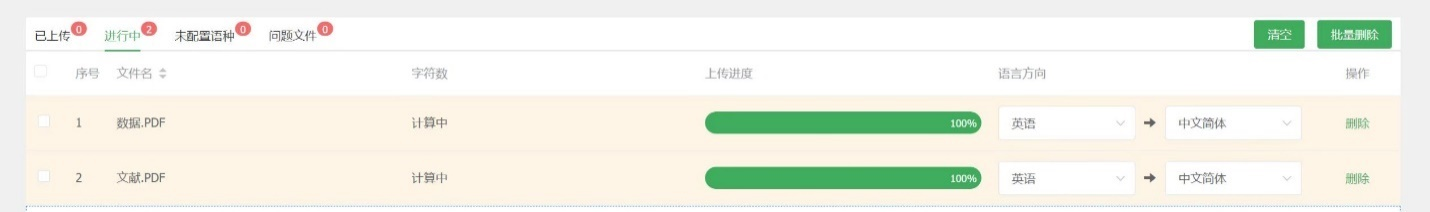 已上传 0 进行中 2 未配置语种 0 问题文件 0 清空 批量删除
序号 文件名 字符数 上传进度 语言方向 操作
1 数据.PDF 计算中 100% 英语 → 中文简体 删除
2 文献.PDF 计算中 100% 英语 → 中文简体 删除